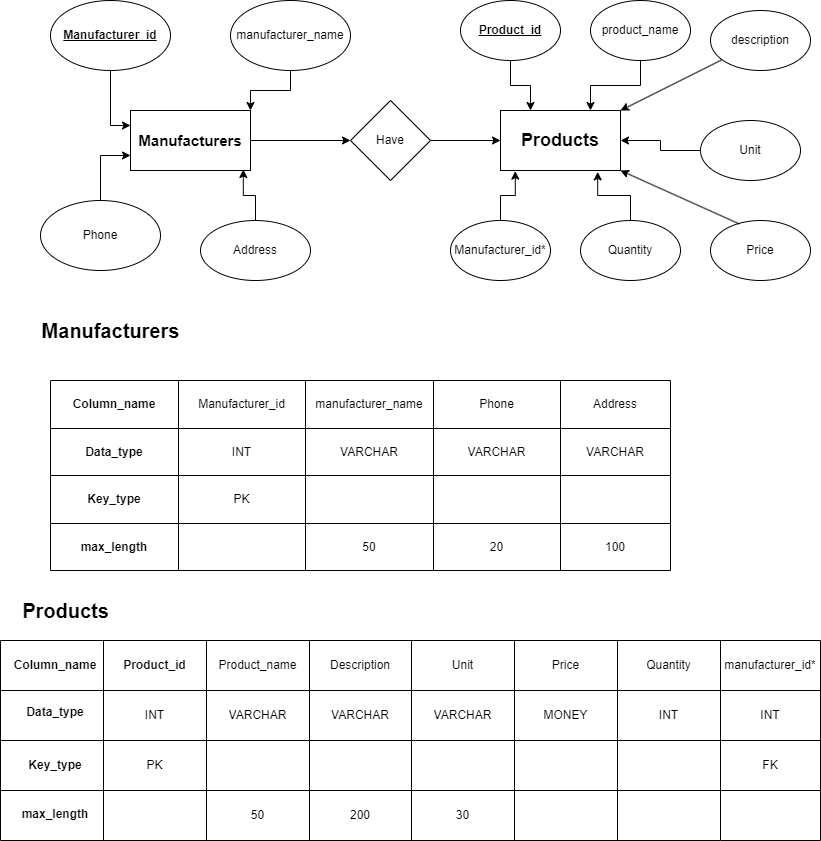 Manufacturer_id
manufacturer_name
Product_id
product_name
description
Manufacturers
Have
Products
Unit
Phone
Address
Manufacturer_id*
Quantity
Price
Manufacturers
Column_name Manufacturer_id manufacturer_name Phone Address
Data_type INT VARCHAR VARCHAR VARCHAR
Key_type PK
max_length 50 20 100
Products
Column_name Product_id Product_name Description Unit Price Quantity manufacturer_id*
Data_type INT VARCHAR VARCHAR VARCHAR MONEY INT INT
Key_type PK FK
max_length 50 200 30